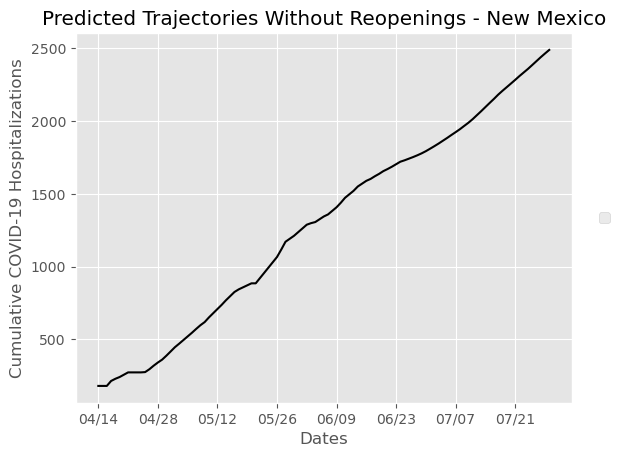 Predicted Trajectories Without Reopenings - New Mexico
Cumulative COVID-19 Hospitalizations
2500
2000
1500
1000
500
04/14 04/28 05/12 05/26 06/09 06/23 07/07 07/21
Dates